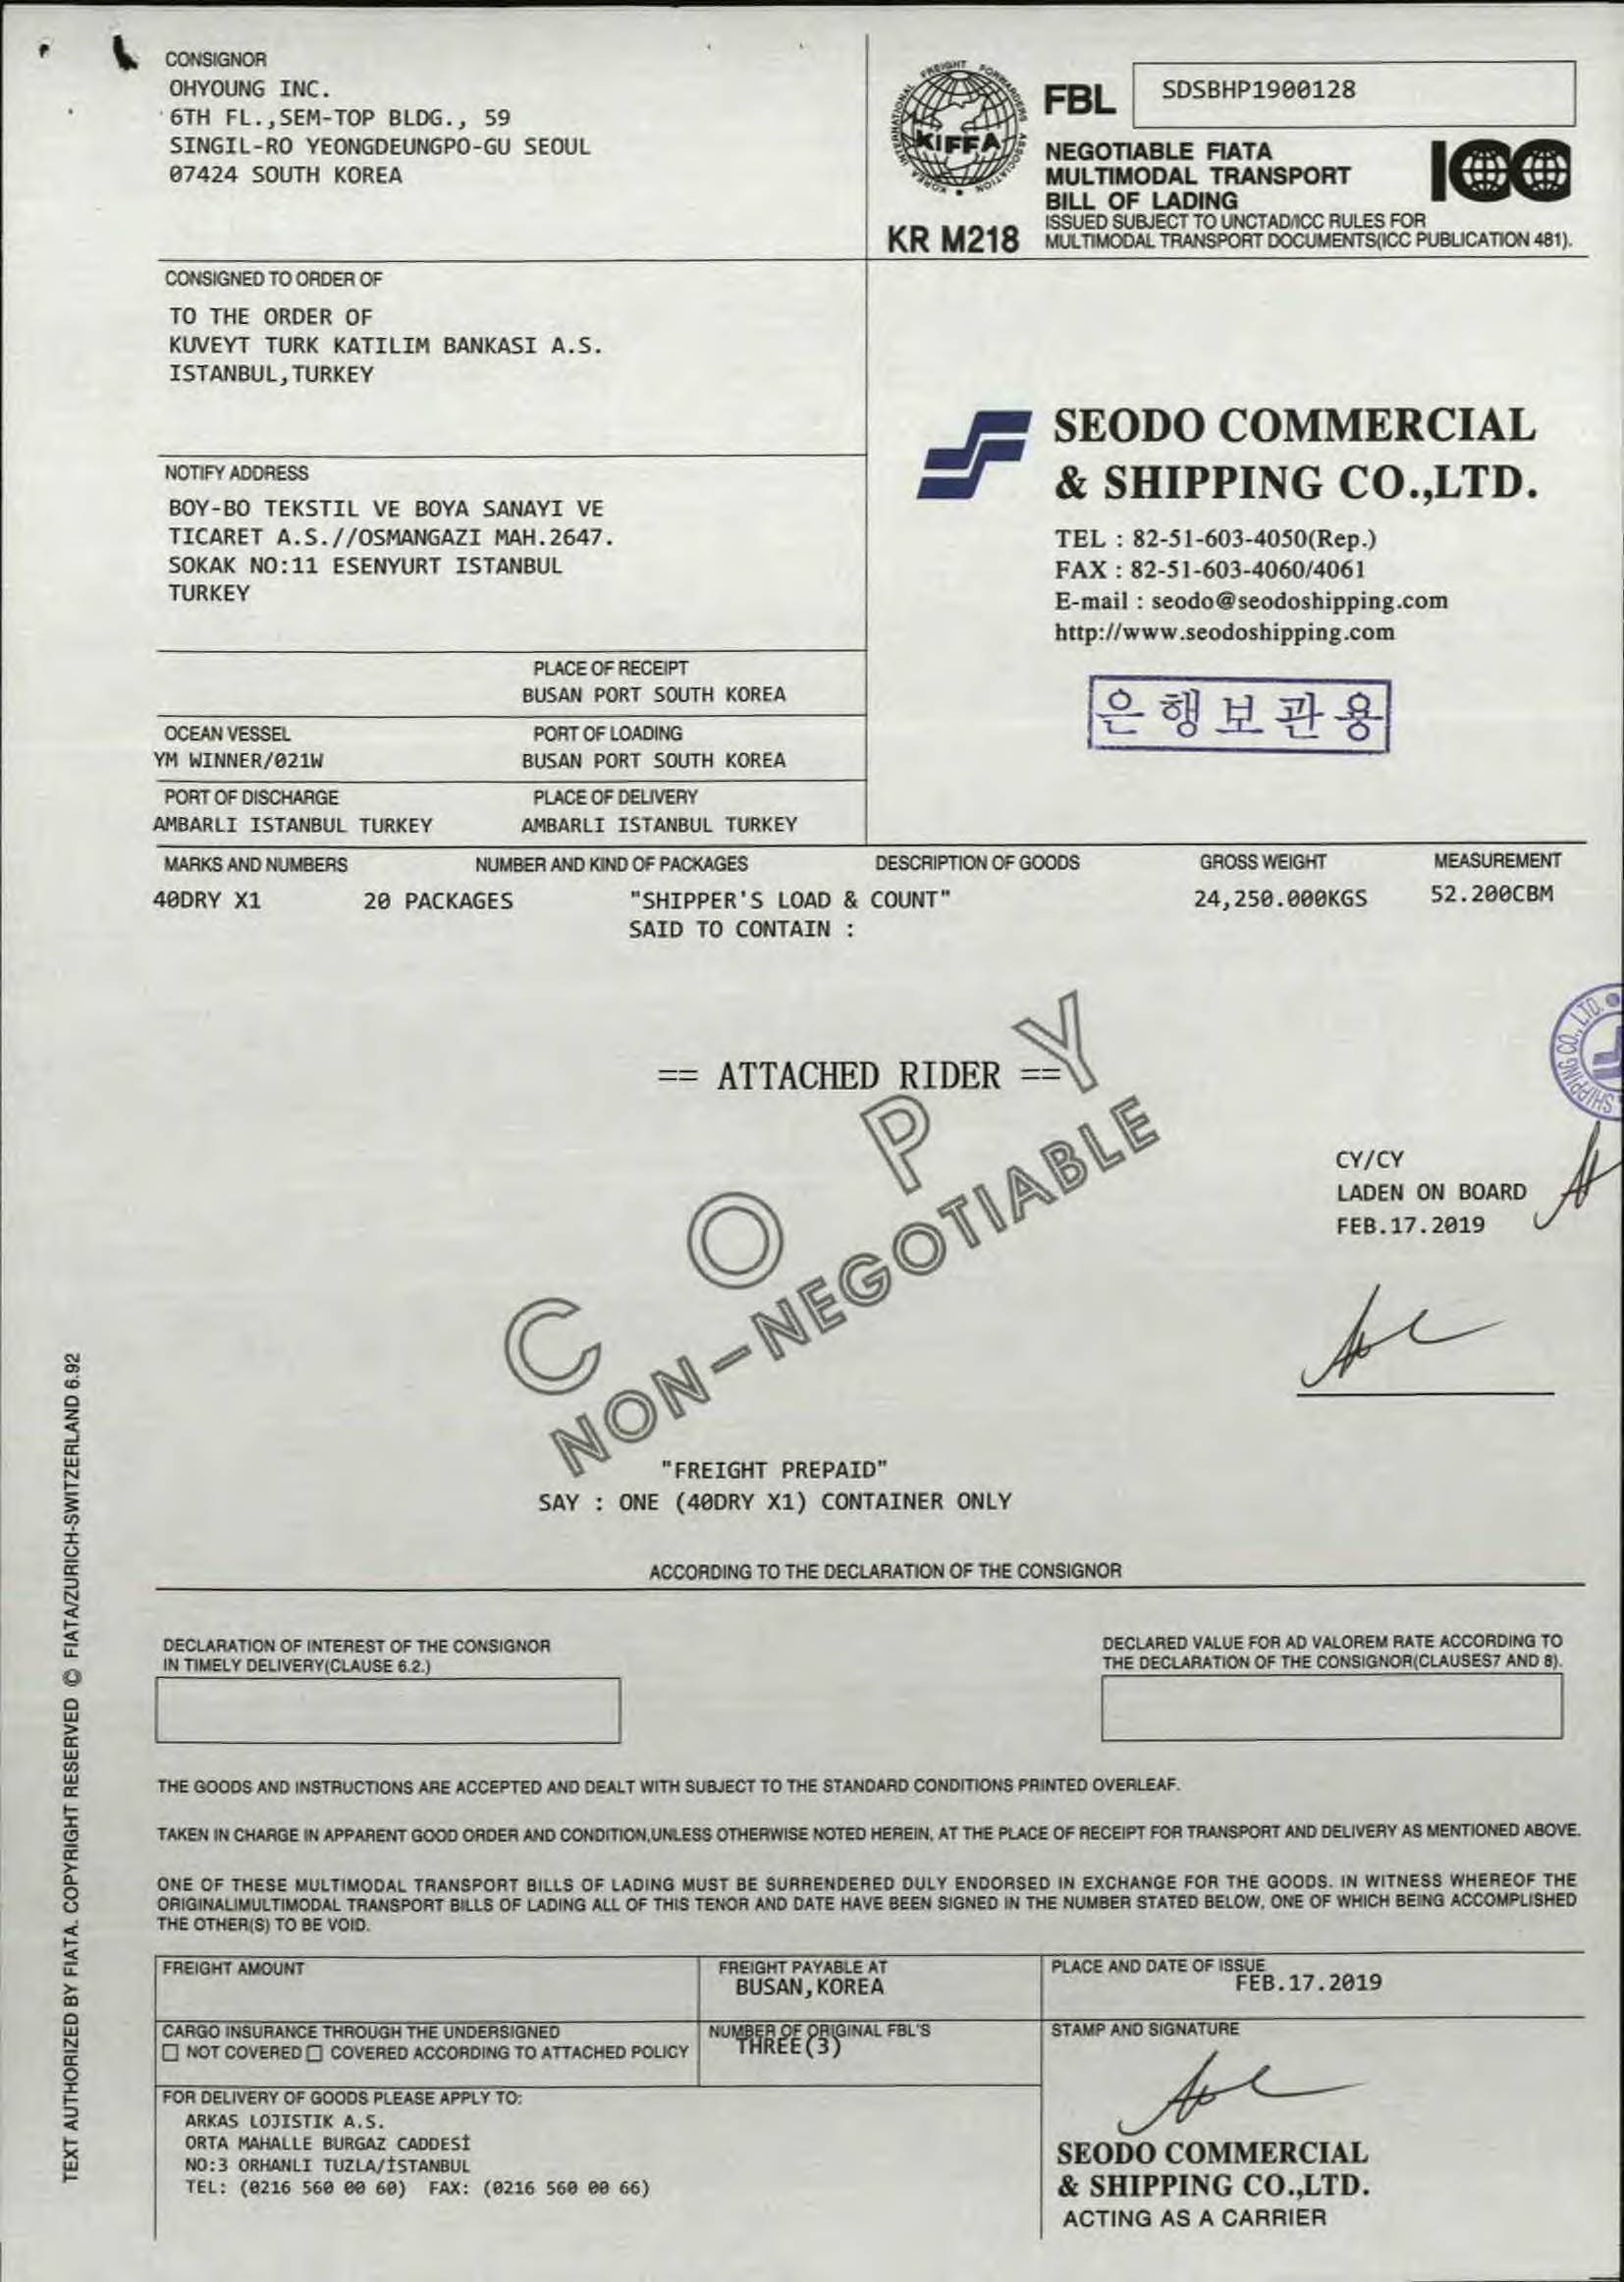 CONSIGNOR
OHYOUNG INC.
6TH FL.,SEM-TOP BLDG., 59
SINGIL-RO YEONGDEUNGPO-GU SEOUL
07424 SOUTH KOREA
KOREA INTERNATIONAL FREIGHT FORWARDERS ASSOCIATION
KIFFA
KR M218
FBL
SDSBHP1900128
NEGOTIABLE FIATA
MULTIMODAL TRANSPORT
BILL OF LADING
ICC
ISSUED SUBJECT TO UNCTAD/ICC RULES FOR
MULTIMODAL TRANSPORT DOCUMENTS(ICC PUBLICATION 481).
CONSIGNED TO ORDER OF
TO THE ORDER OF
KUVEYT TURK KATILIM BANKASI A.S.
ISTANBUL,TURKEY
NOTIFY ADDRESS
BOY-BO TEKSTIL VE BOYA SANAYI VE
TICARET A.S.//OSMANGAZI MAH.2647.
SOKAK NO:11 ESENYURT ISTANBUL
TURKEY
SEODO COMMERCIAL
& SHIPPING CO.,LTD.
TEL : 82-51-603-4050(Rep.)
FAX : 82-51-603-4060/4061
E-mail : seodo@seodoshipping.com
http://www.seodoshipping.com
은행보관용
PLACE OF RECEIPT
BUSAN PORT SOUTH KOREA
OCEAN VESSEL PORT OF LOADING
YM WINNER/021W BUSAN PORT SOUTH KOREA
PORT OF DISCHARGE PLACE OF DELIVERY
AMBARLI ISTANBUL TURKEY AMBARLI ISTANBUL TURKEY
MARKS AND NUMBERS NUMBER AND KIND OF PACKAGES DESCRIPTION OF GOODS GROSS WEIGHT MEASUREMENT
40DRY X1 20 PACKAGES "SHIPPER'S LOAD & COUNT" 24,250.000KGS 52.200CBM
SAID TO CONTAIN :
== ATTACHED RIDER ==
COPY
NON-NEGOTIABLE
SHIPPING CO., LTD.
CY/CY
LADEN ON BOARD
FEB.17.2019
"FREIGHT PREPAID"
SAY : ONE (40DRY X1) CONTAINER ONLY
ACCORDING TO THE DECLARATION OF THE CONSIGNOR
DECLARATION OF INTEREST OF THE CONSIGNOR
IN TIMELY DELIVERY(CLAUSE 6.2.)
DECLARED VALUE FOR AD VALOREM RATE ACCORDING TO
THE DECLARATION OF THE CONSIGNOR(CLAUSES7 AND 8).
THE GOODS AND INSTRUCTIONS ARE ACCEPTED AND DEALT WITH SUBJECT TO THE STANDARD CONDITIONS PRINTED OVERLEAF.
TAKEN IN CHARGE IN APPARENT GOOD ORDER AND CONDITION,UNLESS OTHERWISE NOTED HEREIN, AT THE PLACE OF RECEIPT FOR TRANSPORT AND DELIVERY AS MENTIONED ABOVE.
ONE OF THESE MULTIMODAL TRANSPORT BILLS OF LADING MUST BE SURRENDERED DULY ENDORSED IN EXCHANGE FOR THE GOODS. IN WITNESS WHEREOF THE
ORIGINALIMULTIMODAL TRANSPORT BILLS OF LADING ALL OF THIS TENOR AND DATE HAVE BEEN SIGNED IN THE NUMBER STATED BELOW, ONE OF WHICH BEING ACCOMPLISHED
THE OTHER(S) TO BE VOID.
FREIGHT AMOUNT
FREIGHT PAYABLE AT
BUSAN,KOREA
PLACE AND DATE OF ISSUE
FEB.17.2019
CARGO INSURANCE THROUGH THE UNDERSIGNED
☐ NOT COVERED ☐ COVERED ACCORDING TO ATTACHED POLICY
NUMBER OF ORIGINAL FBL'S
THREE(3)
STAMP AND SIGNATURE
FOR DELIVERY OF GOODS PLEASE APPLY TO:
ARKAS LOJISTIK A.S.
ORTA MAHALLE BURGAZ CADDESİ
NO:3 ORHANLI TUZLA/İSTANBUL
TEL: (0216 560 00 60) FAX: (0216 560 00 66)
SEODO COMMERCIAL
& SHIPPING CO.,LTD.
ACTING AS A CARRIER
TEXT AUTHORIZED BY FIATA. COPYRIGHT RESERVED © FIATA/ZURICH-SWITZERLAND 6.92